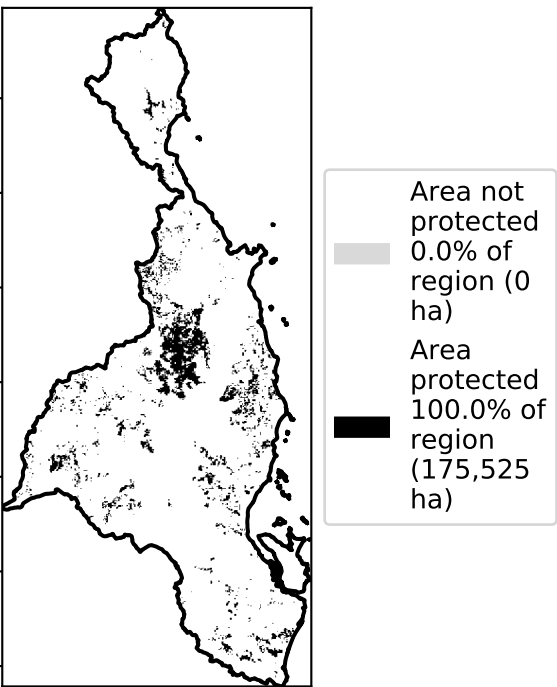 Area not
protected
0.0% of
region (0
ha)
Area
protected
100.0% of
region
(175,525
ha)